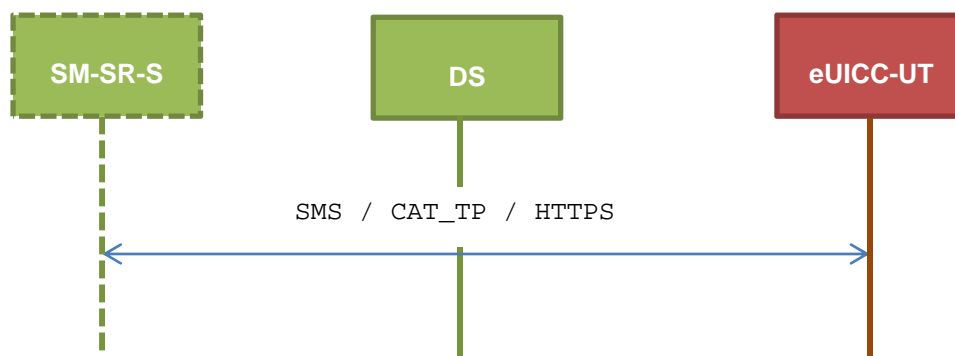 SM-SR-S
DS
eUICC-UT
SMS / CAT_TP / HTTPS